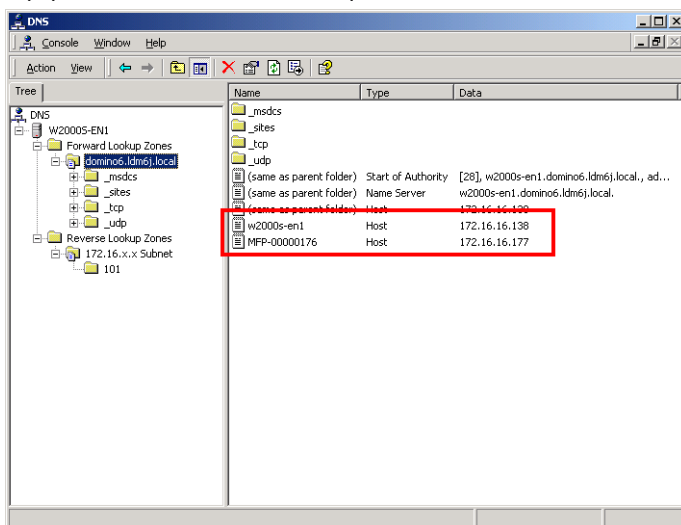 DNS
Console Window Help
Action View
Tree
Name Type Data
DNS
W2000S-EN1
Forward Lookup Zones
domino6.ldm6j.local
_msdcs
_sites
_tcp
_udp
Reverse Lookup Zones
172.16.x.x Subnet
101
_msdcs
_sites
_tcp
_udp
(same as parent folder) Start of Authority [28], w2000s-en1.domino6.ldm6j.local., ad...
(same as parent folder) Name Server w2000s-en1.domino6.ldm6j.local.
(same as parent folder) Host
w2000s-en1 Host 172.16.16.138
MFP-00000176 Host 172.16.16.177